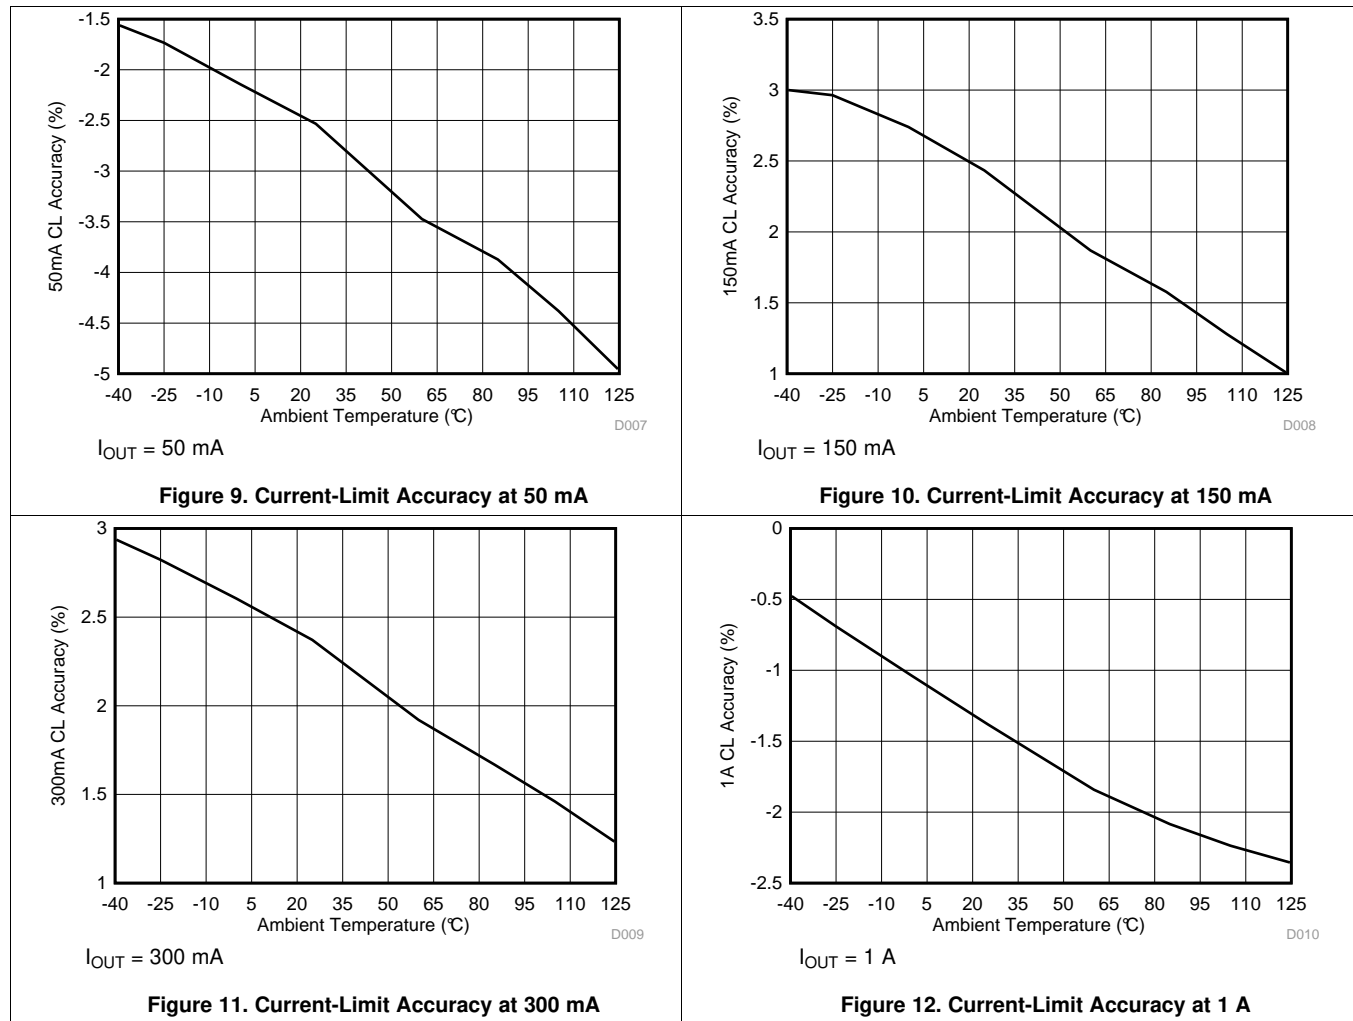 -1.5
-2
-2.5
-3
-3.5
-4
-4.5
-5
50mA CL Accuracy (%)
-40 -25 -10 5 20 35 50 65 80 95 110 125
Ambient Temperature (°C)
D007
IOUT = 50 mA
Figure 9. Current-Limit Accuracy at 50 mA
3.5
3
2.5
2
1.5
1
150mA CL Accuracy (%)
-40 -25 -10 5 20 35 50 65 80 95 110 125
Ambient Temperature (°C)
D008
IOUT = 150 mA
Figure 10. Current-Limit Accuracy at 150 mA
3
2.5
2
1.5
1
300mA CL Accuracy (%)
-40 -25 -10 5 20 35 50 65 80 95 110 125
Ambient Temperature (°C)
D009
IOUT = 300 mA
Figure 11. Current-Limit Accuracy at 300 mA
0
-0.5
-1
-1.5
-2
-2.5
1A CL Accuracy (%)
-40 -25 -10 5 20 35 50 65 80 95 110 125
Ambient Temperature (°C)
D010
IOUT = 1 A
Figure 12. Current-Limit Accuracy at 1 A